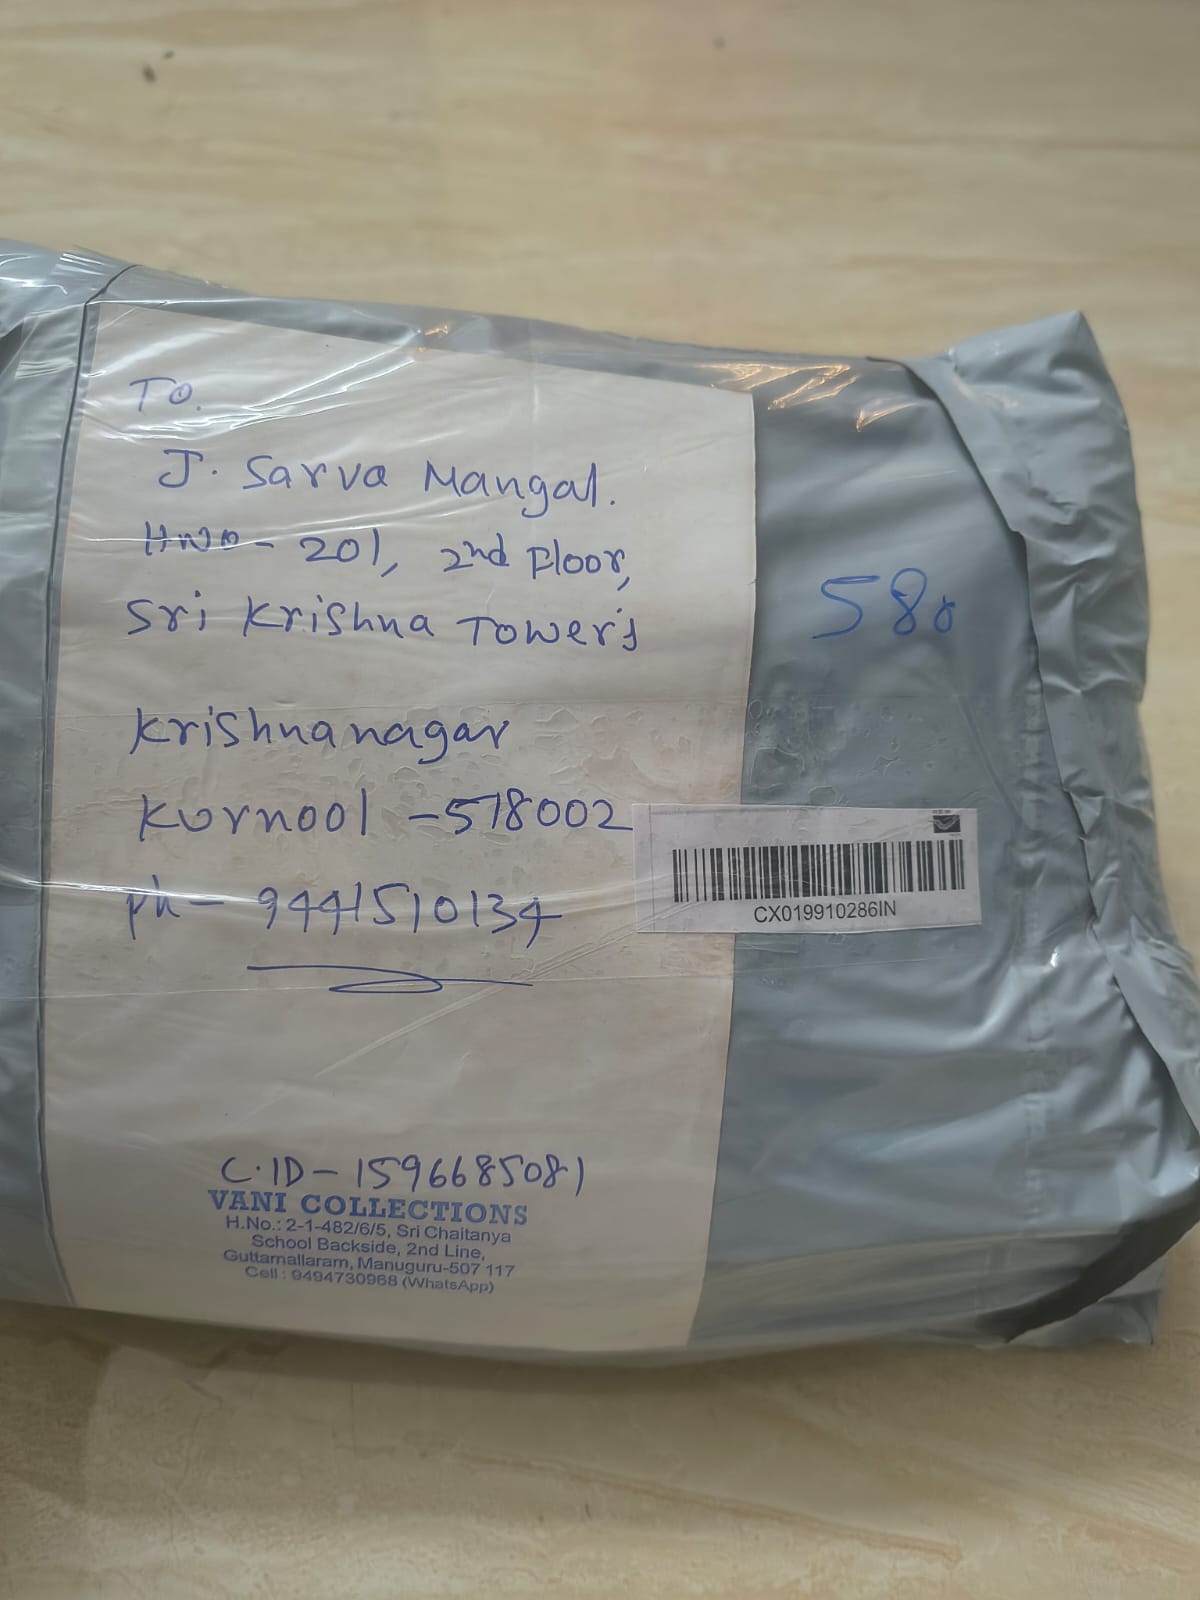 To.
J. Sarva Mangal.
HNO - 201, 2nd Floor,
Sri Krishna Towers
Krishnanagar
Kurnool - 518002
ph - 9441510134
580
CX019910286IN
C.ID - 1596685081
VANI COLLECTIONS
H.No.: 2-1-482/6/5, Sri Chaitanya
School Backside, 2nd Line,
Guttamallaram, Manuguru-507 117
Cell : 9494730968 (WhatsApp)